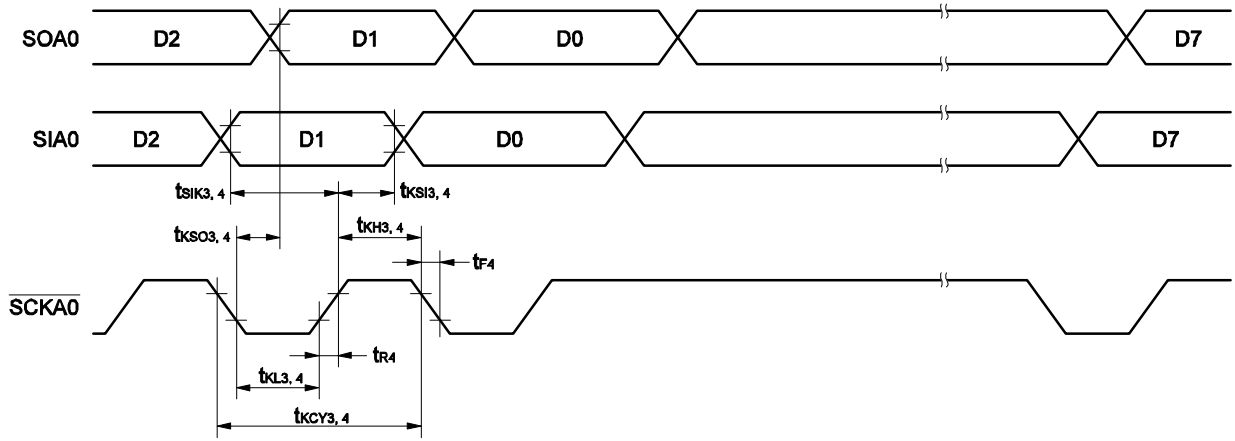 SOA0 D2 D1 D0 D7
SIA0 D2 D1 D0 D7
tSIK3, 4 tKSI3, 4
tKSO3, 4 tKH3, 4
tF4
SCKA0
tR4
tKL3, 4
tKCY3, 4